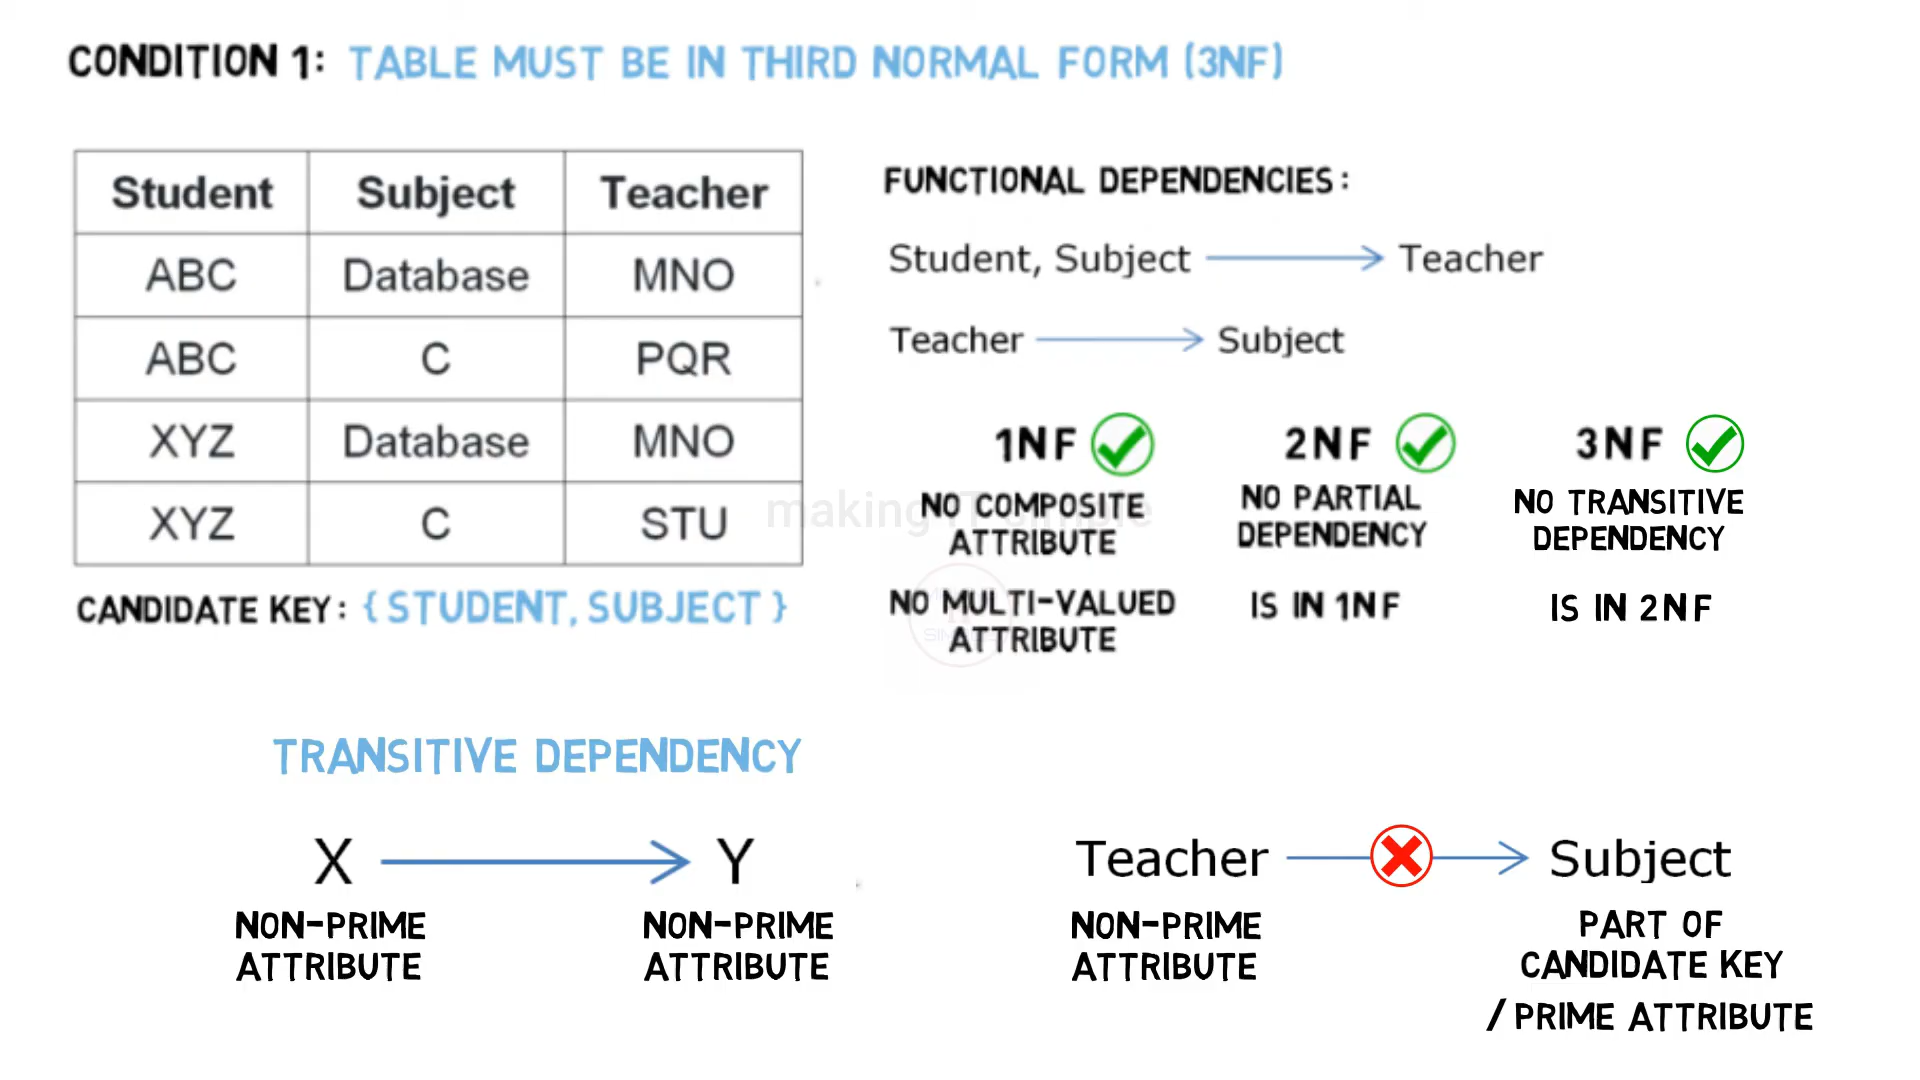 CONDITION 1: TABLE MUST BE IN THIRD NORMAL FORM (3NF)
Student Subject Teacher
ABC Database MNO
ABC C PQR
XYZ Database MNO
XYZ C STU
CANDIDATE KEY: { STUDENT, SUBJECT }
FUNCTIONAL DEPENDENCIES:
Student, Subject → Teacher
Teacher → Subject
1NF 2NF 3NF
NO COMPOSITE ATTRIBUTE
NO PARTIAL DEPENDENCY
NO TRANSITIVE DEPENDENCY
NO MULTI-VALUED ATTRIBUTE
IS IN 1NF
IS IN 2NF
making IT simple
TRANSITIVE DEPENDENCY
X → Y
NON-PRIME ATTRIBUTE
NON-PRIME ATTRIBUTE
Teacher → Subject
NON-PRIME ATTRIBUTE
PART OF
CANDIDATE KEY
/ PRIME ATTRIBUTE